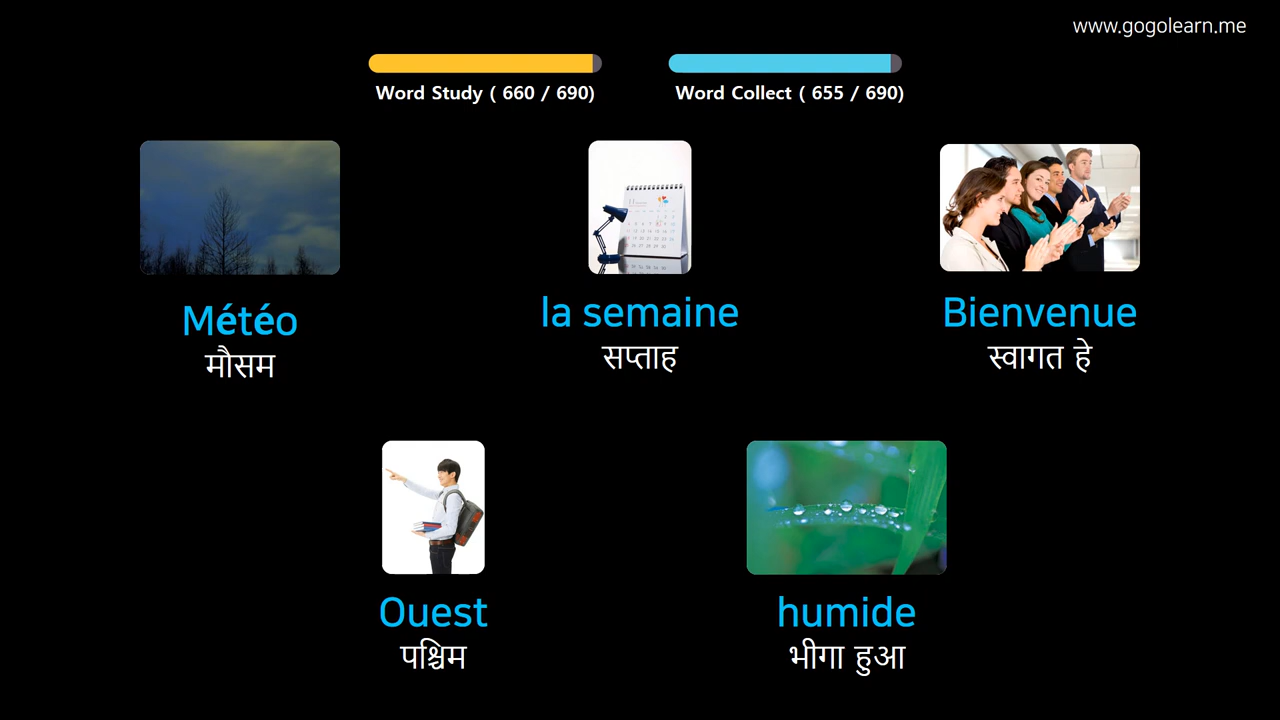 www.gogolearn.me
Word Study ( 660 / 690)
Word Collect ( 655 / 690)
Météo
मौसम
la semaine
सप्ताह
Bienvenue
स्वागत हे
Ouest
पश्चिम
humide
भीगा हुआ